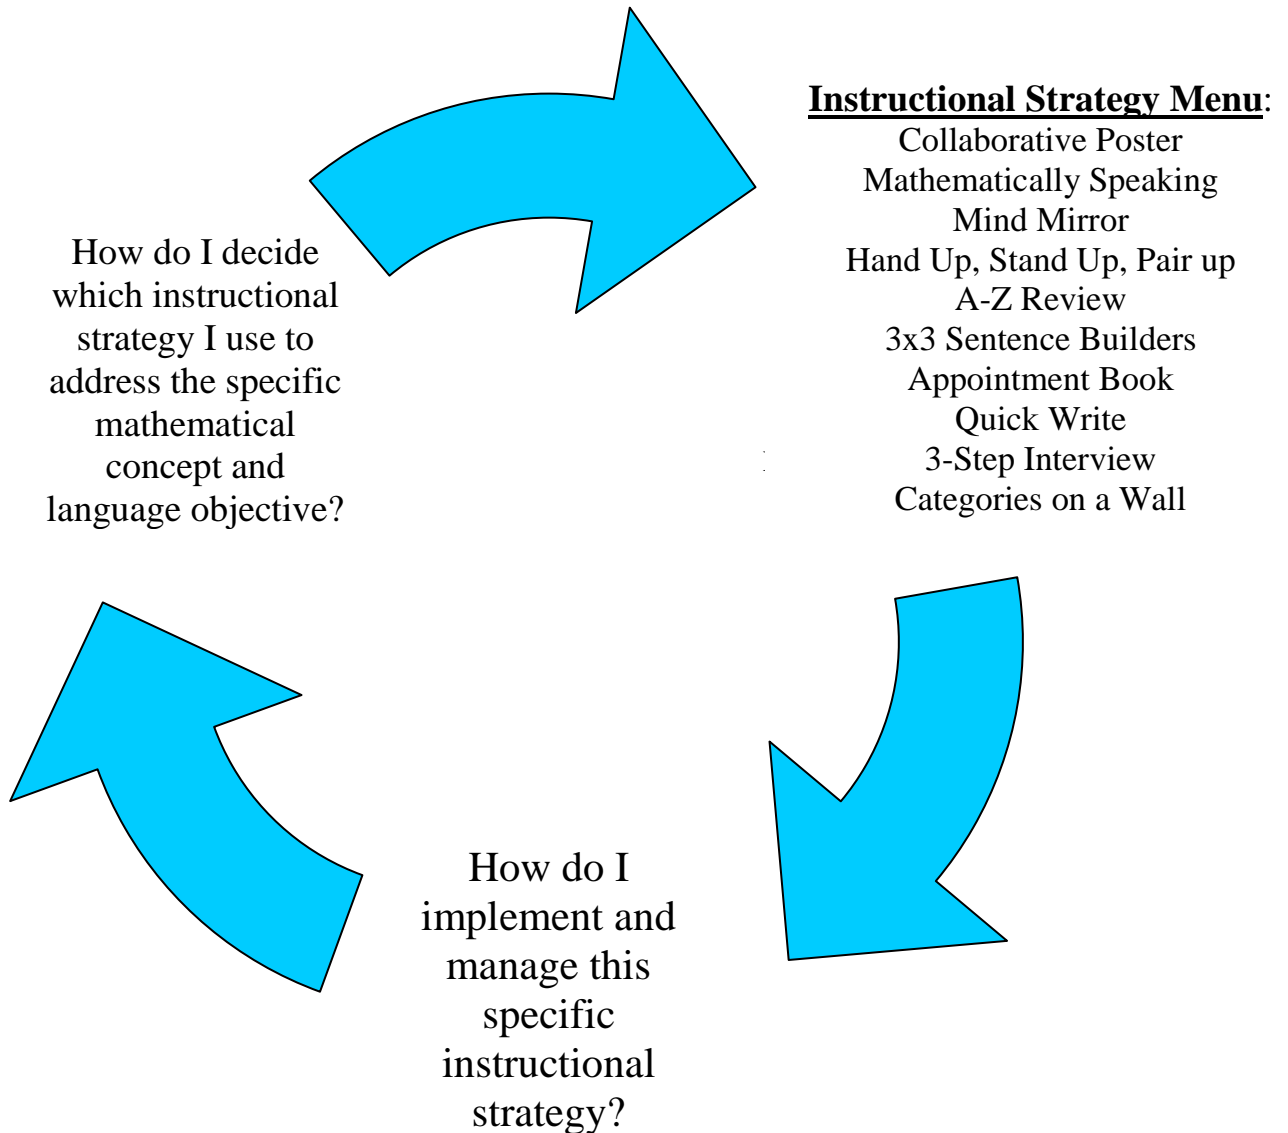 How do I decide
which instructional
strategy I use to
address the specific
mathematical
concept and
language objective?
Instructional Strategy Menu:
Collaborative Poster
Mathematically Speaking
Mind Mirror
Hand Up, Stand Up, Pair up
A-Z Review
3x3 Sentence Builders
Appointment Book
Quick Write
3-Step Interview
Categories on a Wall
How do I
implement and
manage this
specific
instructional
strategy?